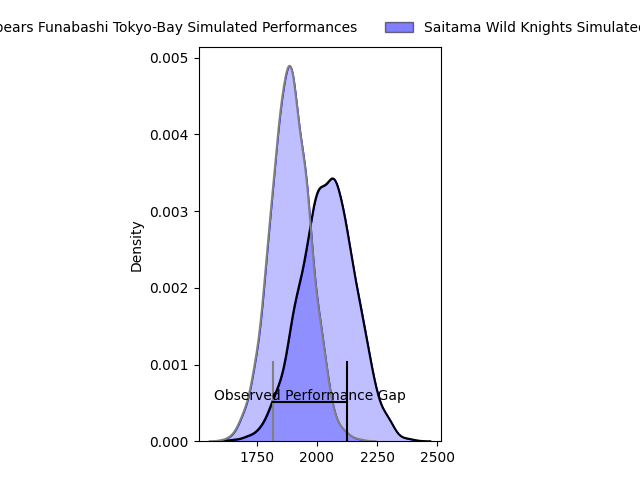 pears Funabashi Tokyo-Bay Simulated Performances
Saitama Wild Knights Simulated
0.005
0.004
0.003
0.002
0.001
0.000
Density
Observed Performance Gap
1750 2000 2250 2500